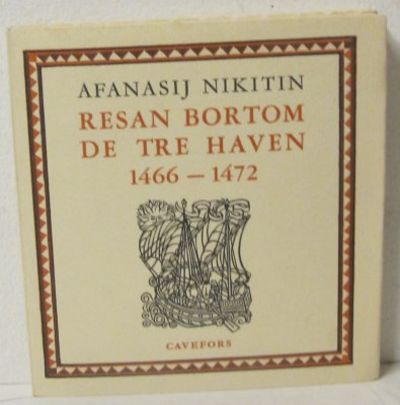 AFANASIJ NIKITIN
RESAN BORTOM
DE TRE HAVEN
1466 — 1472
CAVEFORS